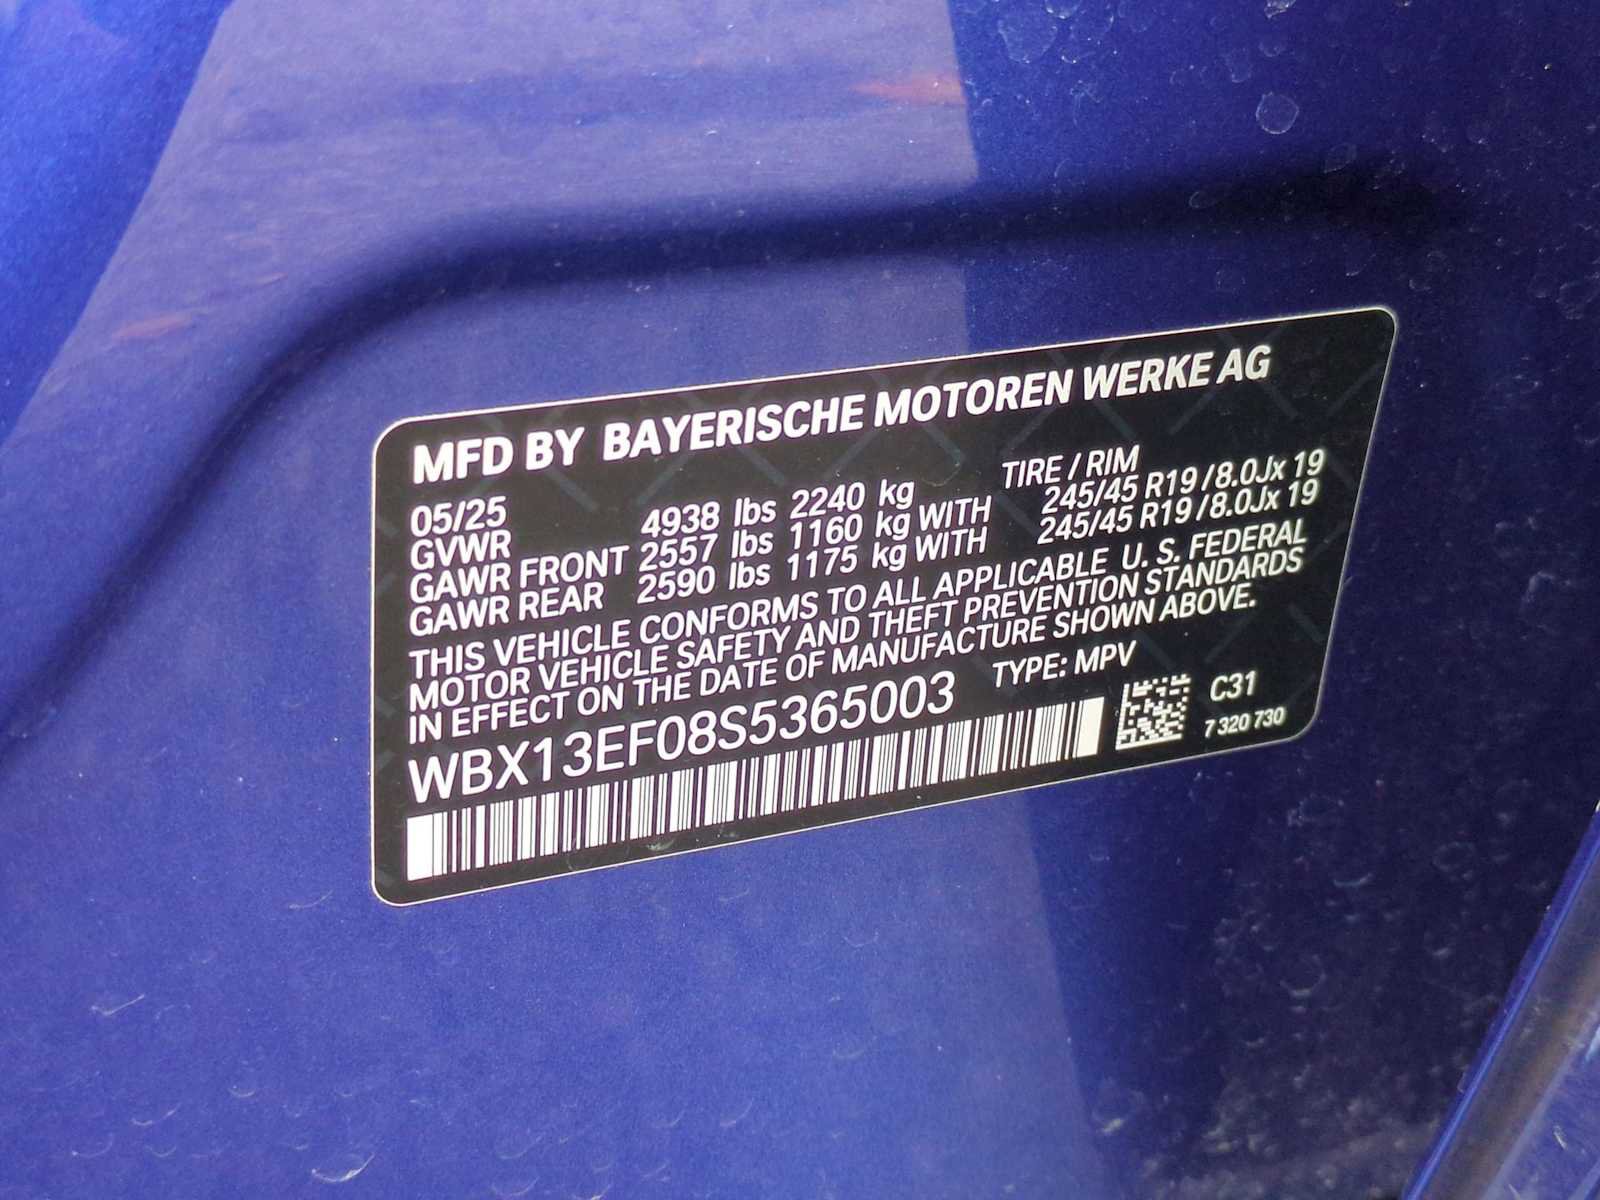 MFD BY BAYERISCHE MOTOREN WERKE AG
05/25 TIRE / RIM
GVWR 4938 lbs 2240 kg
GAWR FRONT 2557 lbs 1160 kg WITH 245/45 R19 / 8.0Jx 19
GAWR REAR 2590 lbs 1175 kg WITH 245/45 R19 / 8.0Jx 19
THIS VEHICLE CONFORMS TO ALL APPLICABLE U. S. FEDERAL
MOTOR VEHICLE SAFETY AND THEFT PREVENTION STANDARDS
IN EFFECT ON THE DATE OF MANUFACTURE SHOWN ABOVE.
WBX13EF08S5365003 TYPE: MPV
C31
7 320 730